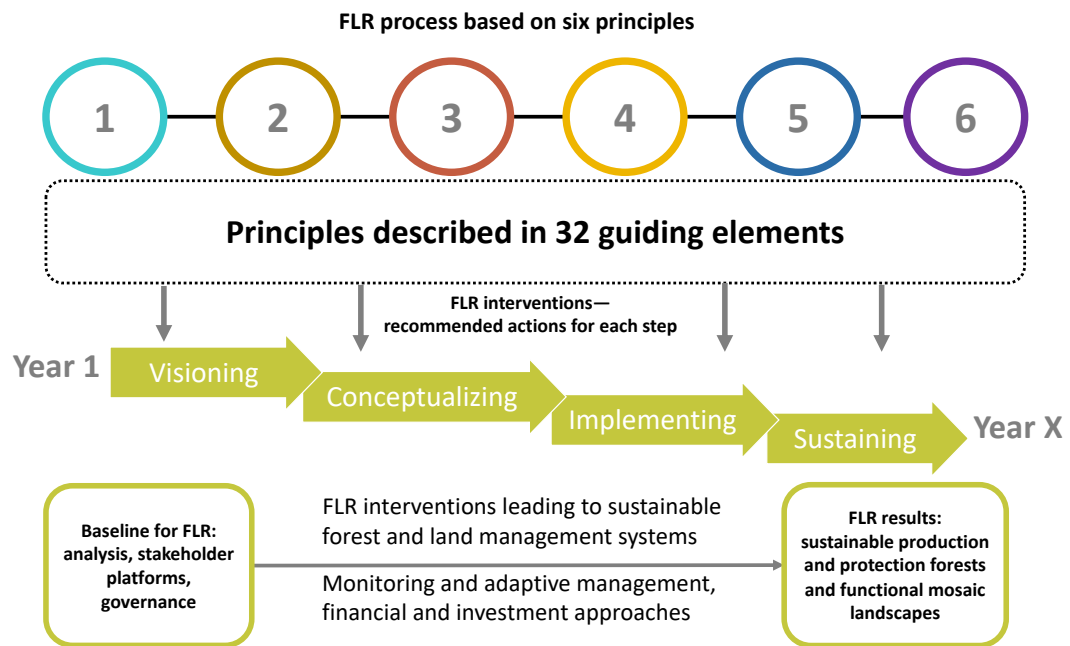 FLR process based on six principles
1
2
3
4
5
6
Principles described in 32 guiding elements
FLR interventions—
recommended actions for each step
Year 1
Visioning
Conceptualizing
Implementing
Sustaining
Year X
Baseline for FLR:
analysis, stakeholder
platforms,
governance
FLR interventions leading to sustainable
forest and land management systems
Monitoring and adaptive management,
financial and investment approaches
FLR results:
sustainable production
and protection forests
and functional mosaic
landscapes